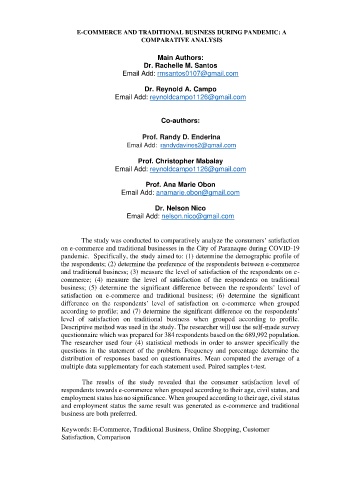 E-COMMERCE AND TRADITIONAL BUSINESS DURING PANDEMIC: A
COMPARATIVE ANALYSIS
Main Authors:
Dr. Rachelle M. Santos
Email Add: rmsantos0107@gmail.com
Dr. Reynold A. Campo
Email Add: reynoldcampo1126@gmail.com
Co-authors:
Prof. Randy D. Enderina
Email Add: randydavines2@gmail.com
Prof. Christopher Mabalay
Email Add: reynoldcampo1126@gmail.com
Prof. Ana Marie Obon
Email Add: anamarie.obon@gmail.com
Dr. Nelson Nico
Email Add: nelson.nico@gmail.com
The study was conducted to comparatively analyze the consumers' satisfaction
on e-commerce and traditional businesses in the City of Paranaque during COVID-19
pandemic. Specifically, the study aimed to: (1) determine the demographic profile of
the respondents; (2) determine the preference of the respondents between e-commerce
and traditional business; (3) measure the level of satisfaction of the respondents on e-
commerce; (4) measure the level of satisfaction of the respondents on traditional
business; (5) determine the significant difference between the respondents' level of
satisfaction on e-commerce and traditional business; (6) determine the significant
difference on the respondents' level of satisfaction on e-commerce when grouped
according to profile; and (7) determine the significant difference on the respondents'
level of satisfaction on traditional business when grouped according to profile.
Descriptive method was used in the study. The researcher will use the self-made survey
questionnaire which was prepared for 384 respondents based on the 689,992 population.
The researcher used four (4) statistical methods in order to answer specifically the
questions in the statement of the problem. Frequency and percentage determine the
distribution of responses based on questionnaires. Mean computed the average of a
multiple data supplementary for each statement used. Paired samples t-test.
The results of the study revealed that the consumer satisfaction level of
respondents towards e-commerce when grouped according to their age, civil status, and
employment status has no significance. When grouped according to their age, civil status
and employment status the same result was generated as e-commerce and traditional
business are both preferred.
Keywords: E-Commerce, Traditional Business, Online Shopping, Customer
Satisfaction, Comparison